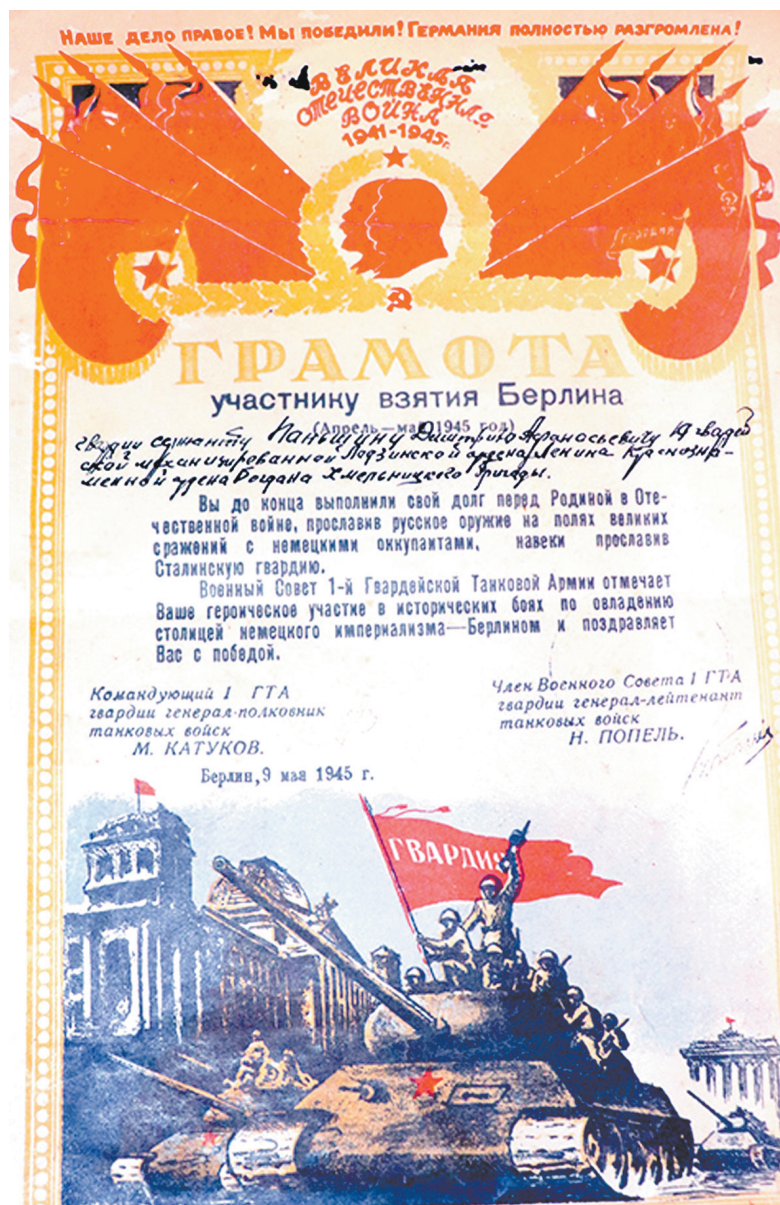 НАШЕ ДЕЛО ПРАВОЕ! МЫ ПОБЕДИЛИ! ГЕРМАНИЯ ПОЛНОСТЬЮ РАЗГРОМЛЕНА!
ВЕЛИКАЯ
ОТЕЧЕСТВЕННАЯ
ВОЙНА
1941-1945г.
ГРАМОТА
участнику взятия Берлина
(Апрель—май 1945 год)
гвардии сержанту Паньшину Дмитрию Афанасьевичу 19 гвардей
ской механизированной Лодзинской ордена Ленина Краснозна-
менной ордена Богдана Хмельницкого бригады.
Вы до конца выполнили свой долг перед Родиной в Оте-
чественной войне, прославив русское оружие на полях великих
сражений с немецкими оккупантами, навеки прославив
Сталинскую гвардию.
Военный Совет 1-й Гвардейской Танковой Армии отмечает
Ваше героическое участие в исторических боях по овладению
столицей немецкого империализма—Берлином и поздравляет
Вас с победой.
Командующий 1 ГТА
гвардии генерал-полковник
танковых войск
М. КАТУКОВ.
Член Военного Совета 1 ГТА
гвардии генерал-лейтенант
танковых войск
Н. ПОПЕЛЬ.
Берлин, 9 мая 1945 г.
ГВАРДИЯ